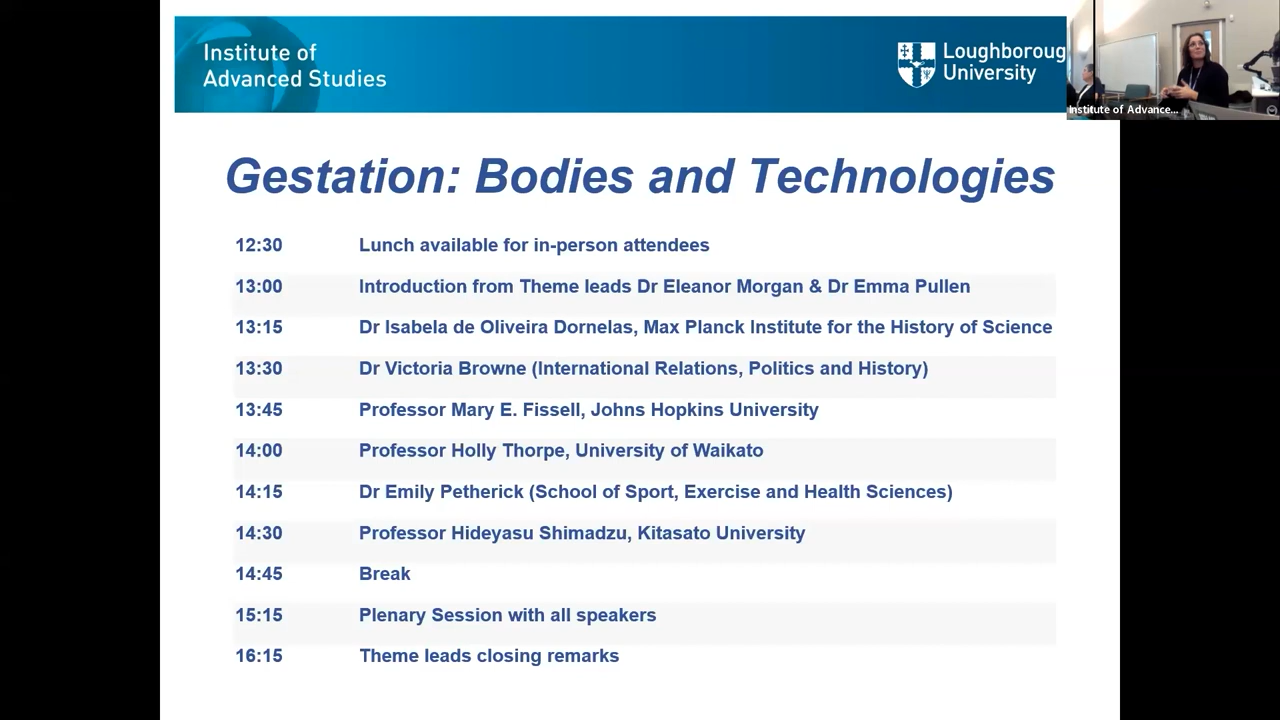 Institute of
Advanced Studies
Loughboroug
University
Institute of Advance...
Gestation: Bodies and Technologies
12:30 Lunch available for in-person attendees
13:00 Introduction from Theme leads Dr Eleanor Morgan & Dr Emma Pullen
13:15 Dr Isabela de Oliveira Dornelas, Max Planck Institute for the History of Science
13:30 Dr Victoria Browne (International Relations, Politics and History)
13:45 Professor Mary E. Fissell, Johns Hopkins University
14:00 Professor Holly Thorpe, University of Waikato
14:15 Dr Emily Petherick (School of Sport, Exercise and Health Sciences)
14:30 Professor Hideyasu Shimadzu, Kitasato University
14:45 Break
15:15 Plenary Session with all speakers
16:15 Theme leads closing remarks